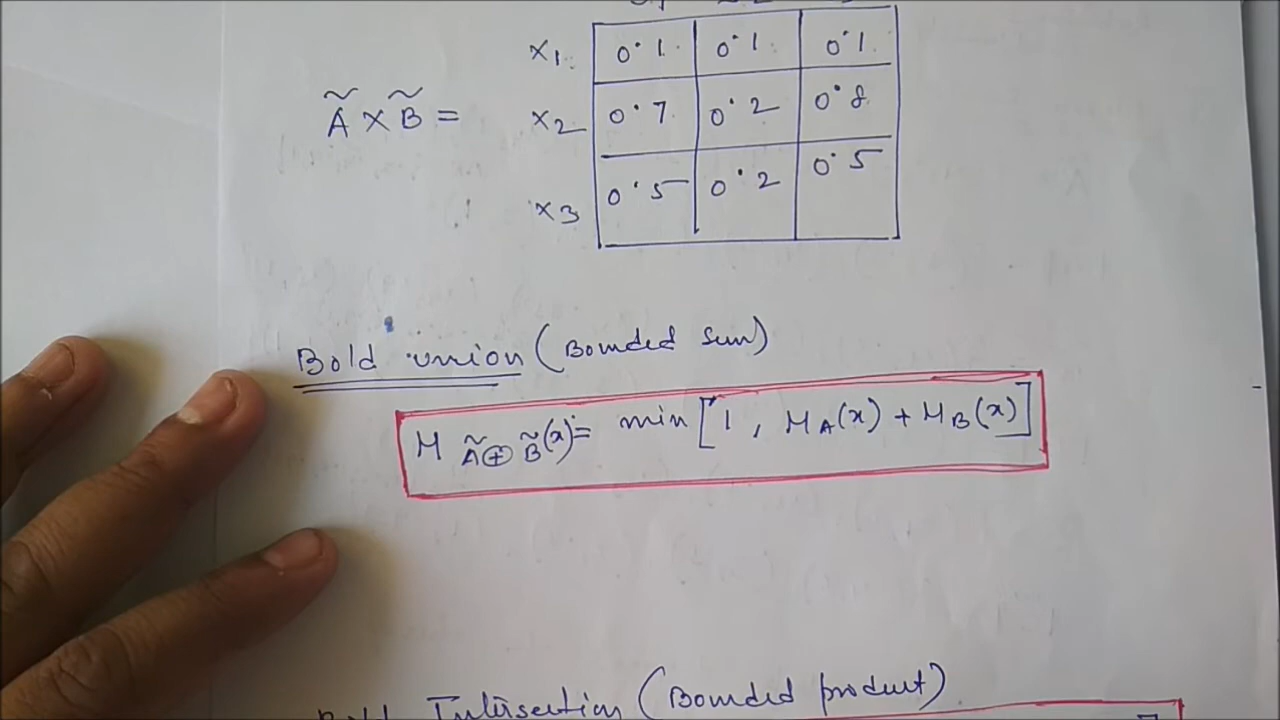 x1 0.1 0.1 0.1
Ã × B̃ = x2 0.7 0.2 0.8
x3 0.5 0.2 0.5
Bold union (Bounded sum)
μ Ã⊕B̃(x) = min [1, μA(x) + μB(x)]
Bold Intersection (Bounded product)